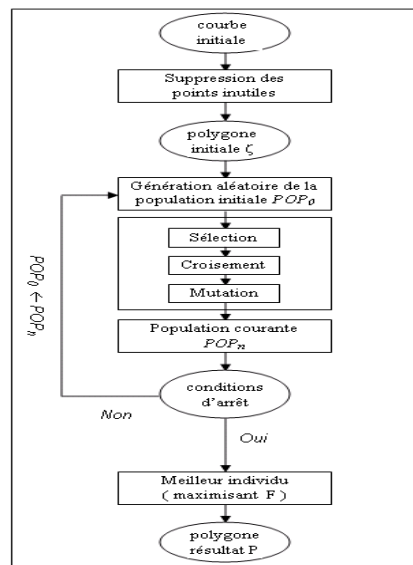 courbe
initiale
Suppression des
points inutiles
polygone
initiale ζ
Génération aléatoire de la
population initiale POP₀
Sélection
Croisement
Mutation
Population courante
POPₙ
conditions
d'arrêt
POP₀ ← POPₙ
Non
Oui
Meilleur individu
( maximisant F )
polygone
résultat P